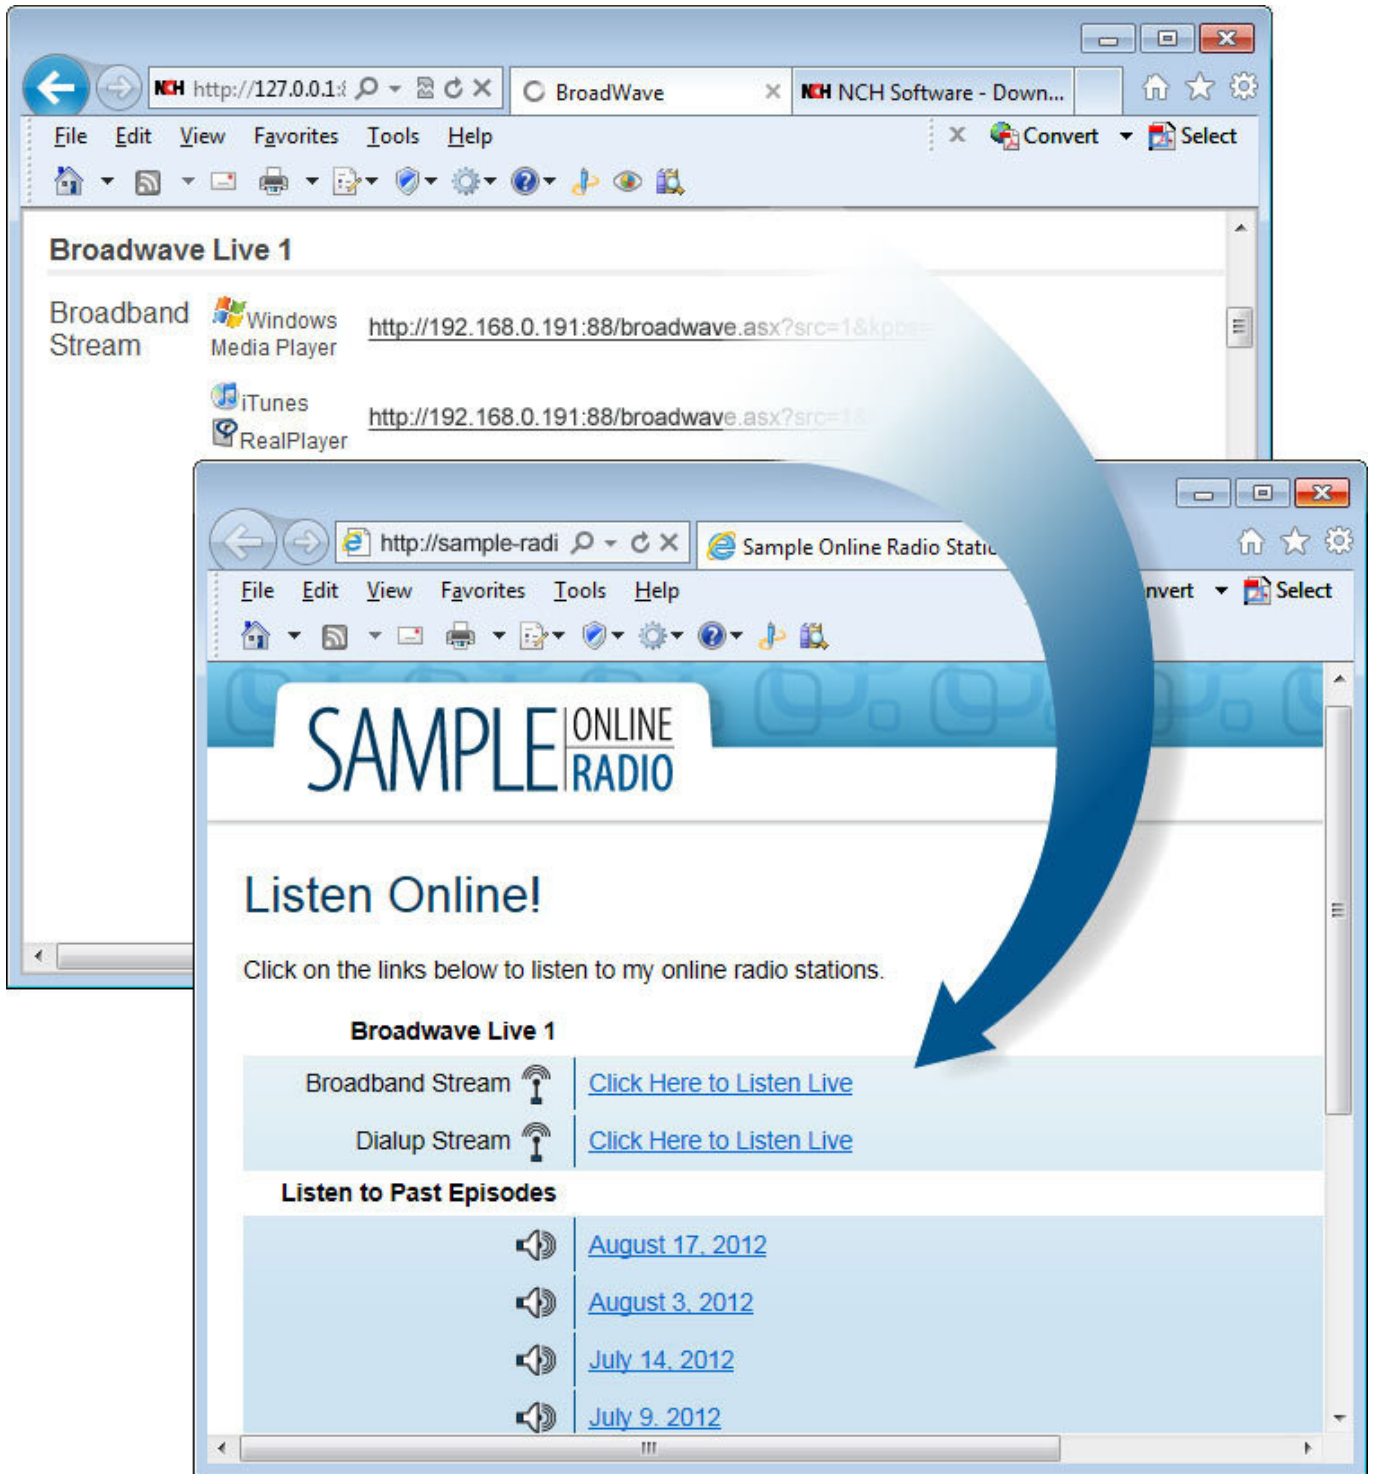 NCH http://127.0.0.1:8
BroadWave
NCH NCH Software - Down...
File Edit View Favorites Tools Help
Convert Select
Broadwave Live 1
Broadband Stream
Windows Media Player
http://192.168.0.191:88/broadwave.asx?src=1&kpbs=
iTunes
RealPlayer
http://192.168.0.191:88/broadwave.asx?src=1&
http://sample-radi
Sample Online Radio Static
File Edit View Favorites Tools Help
nvert Select
SAMPLE ONLINE RADIO
Listen Online!
Click on the links below to listen to my online radio stations.
Broadwave Live 1
Broadband Stream Click Here to Listen Live
Dialup Stream Click Here to Listen Live
Listen to Past Episodes
August 17, 2012
August 3, 2012
July 14, 2012
July 9, 2012